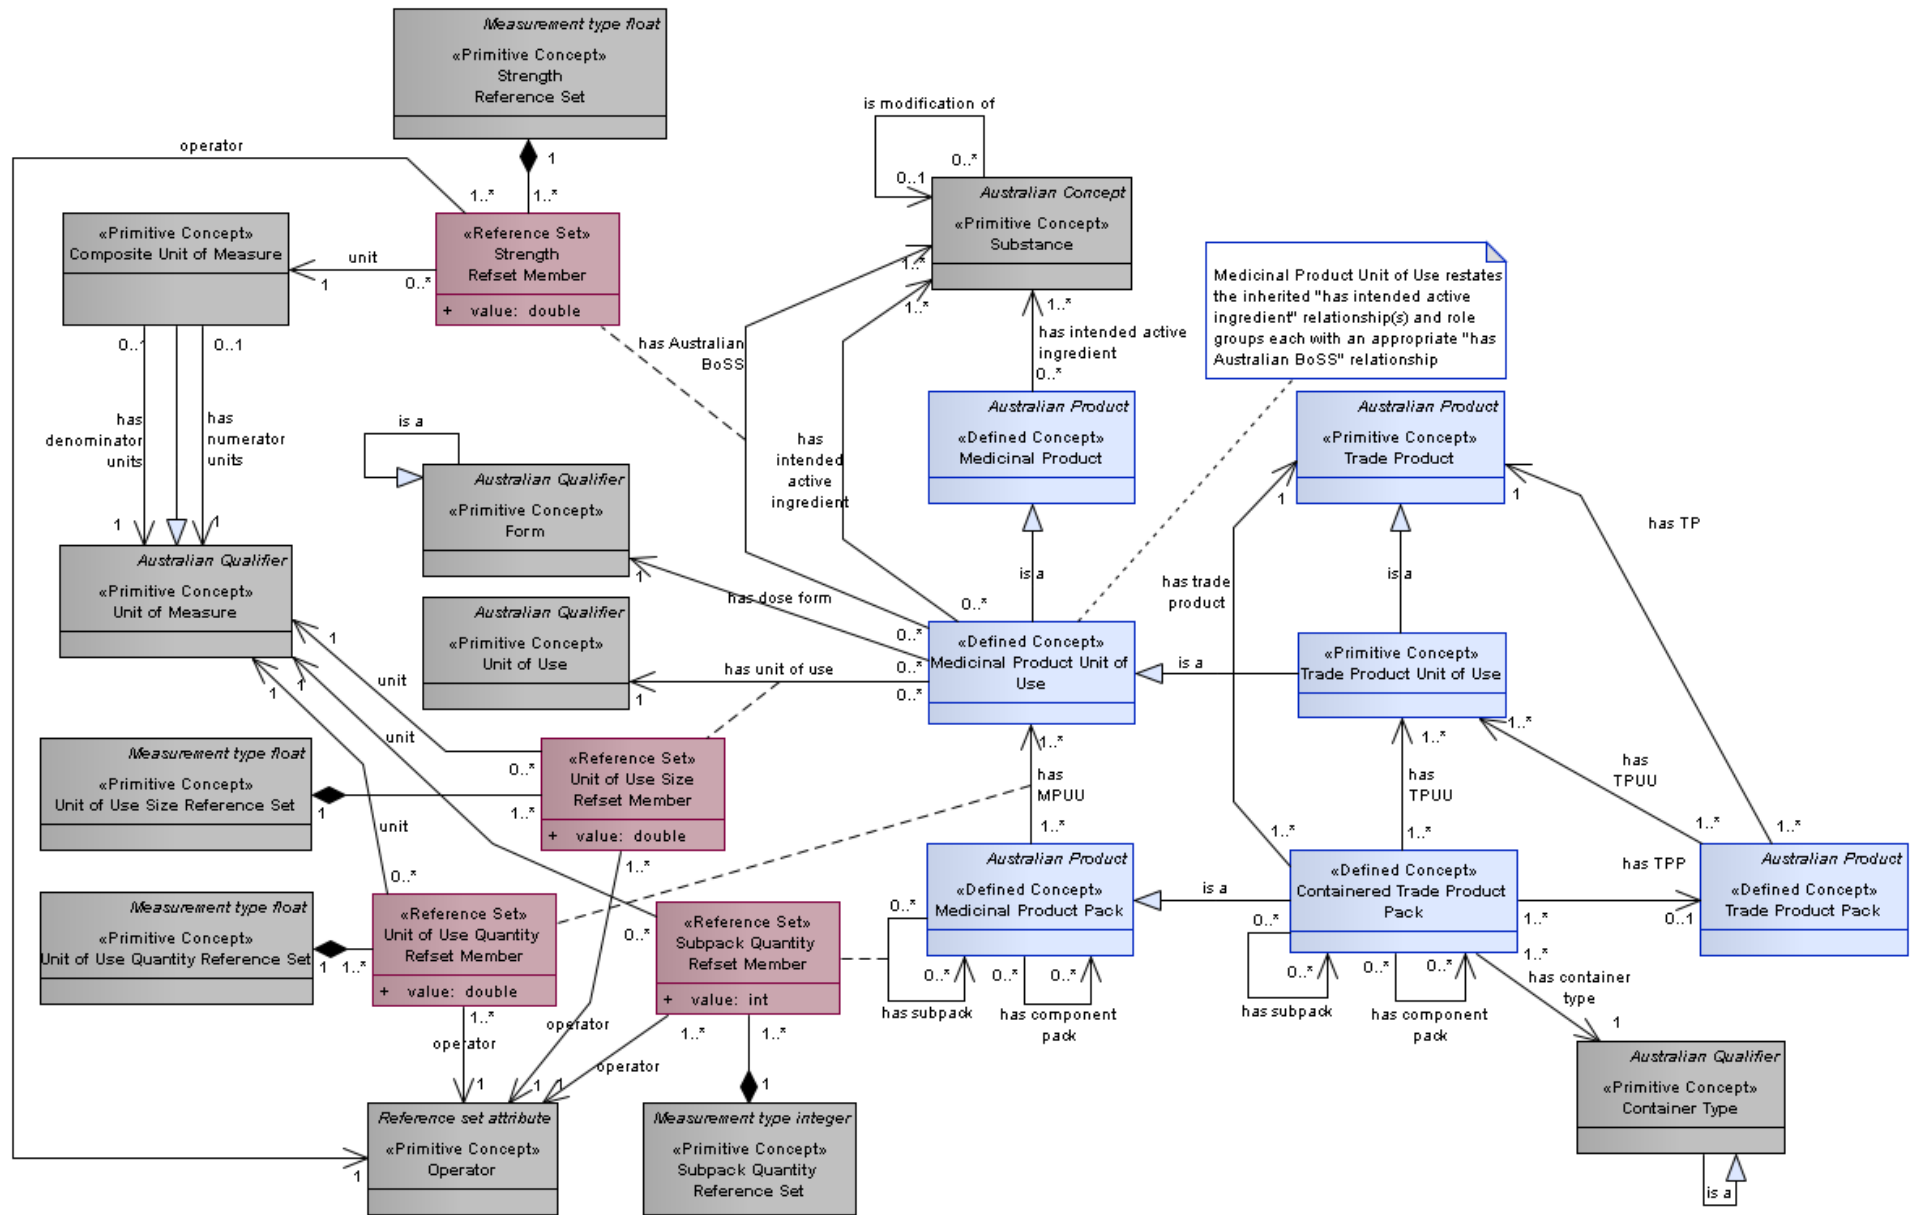 Measurement type float
«Primitive Concept»
Strength
Reference Set
1
1..*
operator
1..*
is modification of
0..*
0..1
Australian Concept
«Primitive Concept»
Substance
1..*
1..*
1..*
«Primitive Concept»
Composite Unit of Measure
unit
1
0..*
«Reference Set»
Strength
Refset Member
+ value: double
Medicinal Product Unit of Use restates
the inherited "has intended active
ingredient" relationship(s) and role
groups each with an appropriate "has
Australian BoSS" relationship
0..1
0..1
has Australian
BoSS
has intended active
ingredient
0..*
has
denominator
units
has
numerator
units
is a
has
intended
active
ingredient
Australian Product
«Defined Concept»
Medicinal Product
Australian Product
«Primitive Concept»
Trade Product
1
1
has TP
Australian Qualifier
«Primitive Concept»
Form
1
1
1
Australian Qualifier
«Primitive Concept»
Unit of Measure
is a
is a
has trade
product
has dose form
0..*
0..*
0..*
0..*
Australian Qualifier
«Primitive Concept»
Unit of Use
has unit of use
1
«Defined Concept»
Medicinal Product Unit of
Use
is a
«Primitive Concept»
Trade Product Unit of Use
1
1
1
unit
unit
1..*
1..*
1..*
Measurement type float
«Primitive Concept»
Unit of Use Size Reference Set
1
0..*
1..*
«Reference Set»
Unit of Use Size
Refset Member
+ value: double
has
MPUU
has
TPUU
has
TPUU
unit
1..*
1..*
1..*
1..*
1..*
1..*
0..*
Australian Product
«Defined Concept»
Medicinal Product Pack
is a
«Defined Concept»
Containered Trade Product
Pack
has TPP
1..*
0..1
Australian Product
«Defined Concept»
Trade Product Pack
Measurement type float
«Primitive Concept»
Unit of Use Quantity Reference Set
1
1..*
«Reference Set»
Unit of Use Quantity
Refset Member
+ value: double
0..*
«Reference Set»
Subpack Quantity
Refset Member
+ value: int
0..*
0..*
0..*
0..*
has subpack
has component
pack
0..*
0..*
0..*
0..*
has subpack
has component
pack
1..*
has container
type
1
1..*
operator
operator
operator
1..*
1..*
1
1
1
1
1
Reference set attribute
«Primitive Concept»
Operator
Measurement type integer
«Primitive Concept»
Subpack Quantity
Reference Set
Australian Qualifier
«Primitive Concept»
Container Type
is a